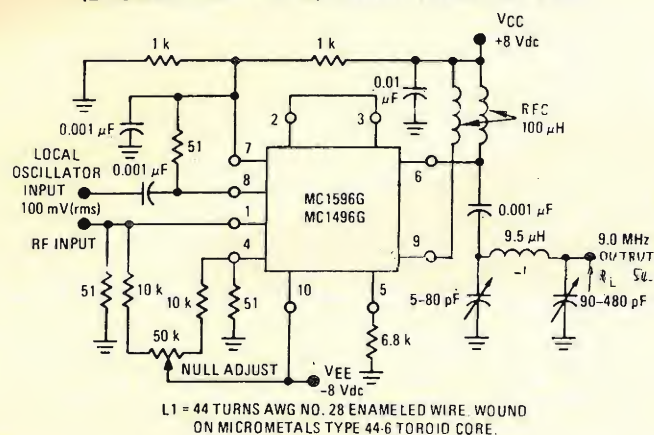 VCC
+8 Vdc
1 k
1 k
0.01
µF
RFC
100 µH
0.001 µF
51
2
3
7
6
LOCAL
OSCILLATOR
INPUT
100 mV(rms)
0.001 µF
8
MC1596G
MC1496G
RF INPUT
1
4
9
10
5
0.001 µF
9.5 µH
9.0 MHz
OUTPUT
RL
51
10 k
10 k
51
5-80 pF
90-480 pF
50 k
6.8 k
NULL ADJUST
VEE
-8 Vdc
L1 = 44 TURNS AWG NO. 28 ENAMELED WIRE, WOUND
ON MICROMETALS TYPE 44-6 TOROID CORE.